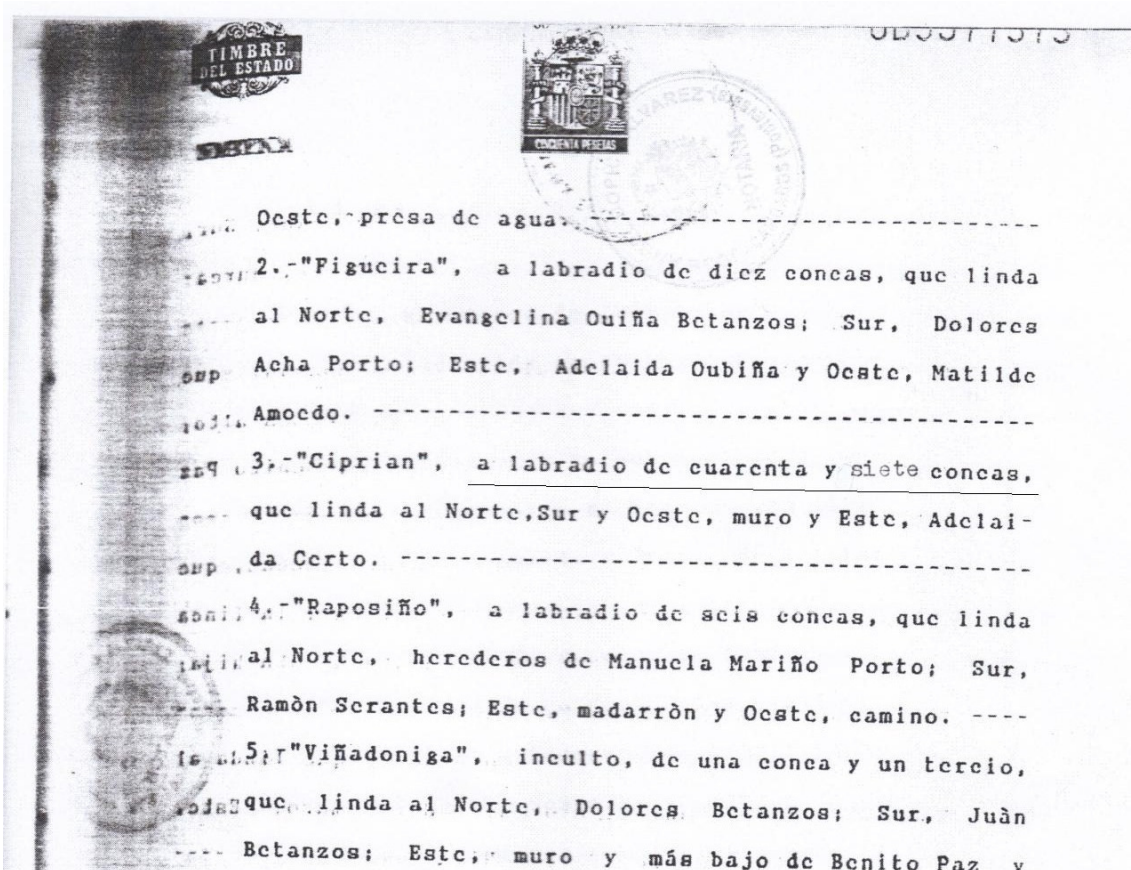 TIMBRE
DEL ESTADO
CINCUENTA PESETAS
Oeste, presa de agua. ------------------------------
2.-"Figueira", a labradio de diez concas, que linda
al Norte, Evangelina Ouiña Betanzos; Sur, Dolores
Acha Porto; Este, Adelaida Oubiña y Oeste, Matilde
Amoedo. --------------------------------------------
3.-"Ciprian", a labradio de cuarenta y siete concas,
que linda al Norte,Sur y Oeste, muro y Este, Adelai-
da Certo. ------------------------------------------
4.-"Raposiño", a labradio de seis concas, que linda
al Norte, herederos de Manuela Mariño Porto; Sur,
Ramòn Serantes; Este, madarròn y Oeste, camino. ----
5.-"Viñadoniga", inculto, de una conca y un tercio,
que linda al Norte, Dolores Betanzos; Sur, Juàn
Betanzos; Este, muro y más bajo de Benito Paz y